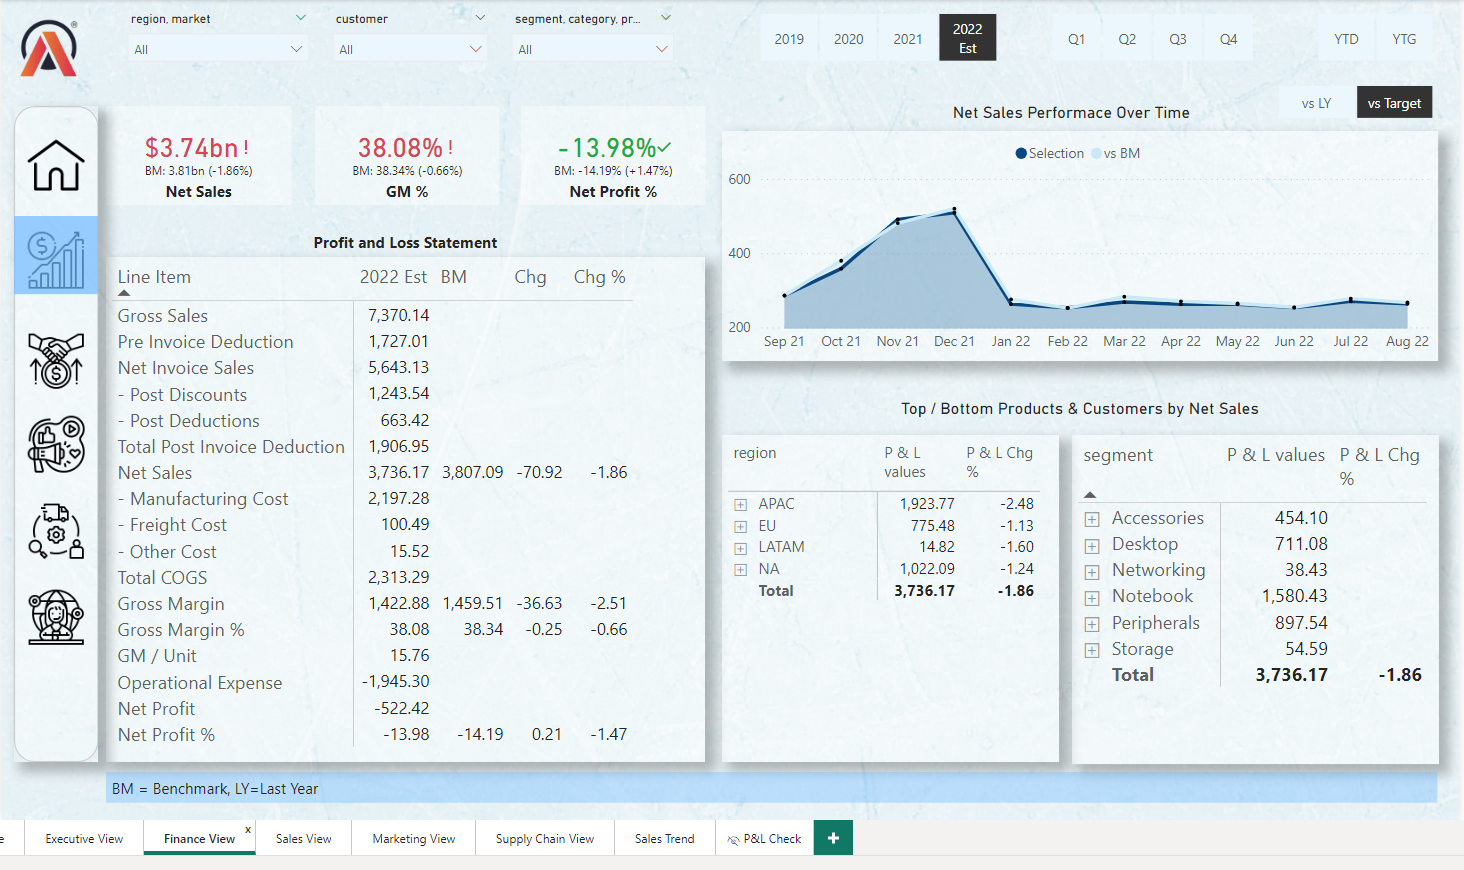 region, market
customer
segment, category, pr...
All
All
All
2019
2020
2021
2022
Est
Q1
Q2
Q3
Q4
YTD
YTG
vs LY
vs Target
$3.74bn !
BM: 3.81bn (-1.86%)
Net Sales
38.08% !
BM: 38.34% (-0.66%)
GM %
-13.98%
BM: -14.19% (+1.47%)
Net Profit %
Net Sales Performace Over Time
Selection vs BM
600
400
200
Sep 21 Oct 21 Nov 21 Dec 21 Jan 22 Feb 22 Mar 22 Apr 22 May 22 Jun 22 Jul 22 Aug 22
Profit and Loss Statement
Line Item 2022 Est BM Chg Chg %
Gross Sales 7,370.14
Pre Invoice Deduction 1,727.01
Net Invoice Sales 5,643.13
- Post Discounts 1,243.54
- Post Deductions 663.42
Total Post Invoice Deduction 1,906.95
Net Sales 3,736.17 3,807.09 -70.92 -1.86
- Manufacturing Cost 2,197.28
- Freight Cost 100.49
- Other Cost 15.52
Total COGS 2,313.29
Gross Margin 1,422.88 1,459.51 -36.63 -2.51
Gross Margin % 38.08 38.34 -0.25 -0.66
GM / Unit 15.76
Operational Expense -1,945.30
Net Profit -522.42
Net Profit % -13.98 -14.19 0.21 -1.47
Top / Bottom Products & Customers by Net Sales
region P & L values P & L Chg %
APAC 1,923.77 -2.48
EU 775.48 -1.13
LATAM 14.82 -1.60
NA 1,022.09 -1.24
Total 3,736.17 -1.86
segment P & L values P & L Chg %
Accessories 454.10
Desktop 711.08
Networking 38.43
Notebook 1,580.43
Peripherals 897.54
Storage 54.59
Total 3,736.17 -1.86
BM = Benchmark, LY=Last Year
e
Executive View
Finance View x
Sales View
Marketing View
Supply Chain View
Sales Trend
P&L Check
+